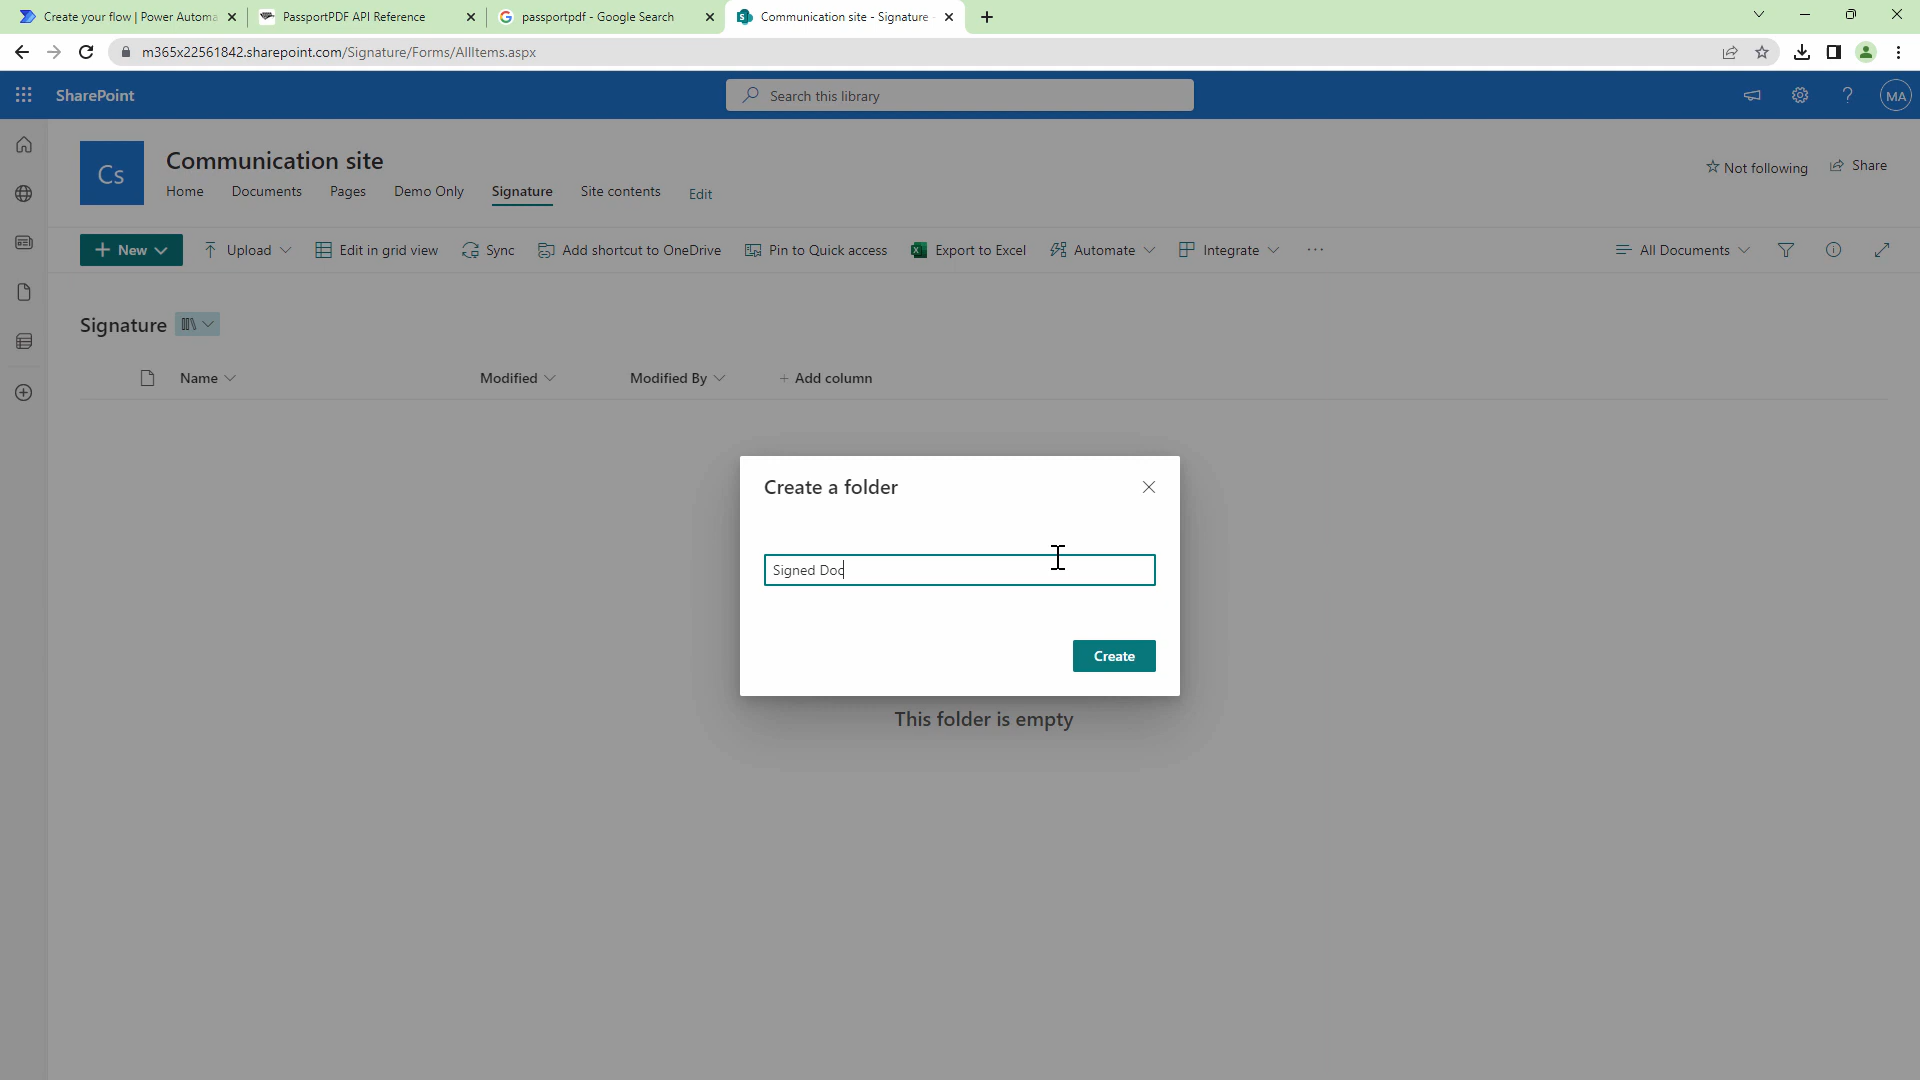 Create your flow | Power Automa
PassportPDF API Reference
passportpdf - Google Search
Communication site - Signature -
m365x22561842.sharepoint.com/Signature/Forms/AllItems.aspx
SharePoint
Search this library
MA
Cs
Communication site
Home Documents Pages Demo Only Signature Site contents Edit
Not following Share
New Upload Edit in grid view Sync Add shortcut to OneDrive Pin to Quick access Export to Excel Automate Integrate ... All Documents
Signature
Name Modified Modified By + Add column
Create a folder
Signed Doc
Create
This folder is empty